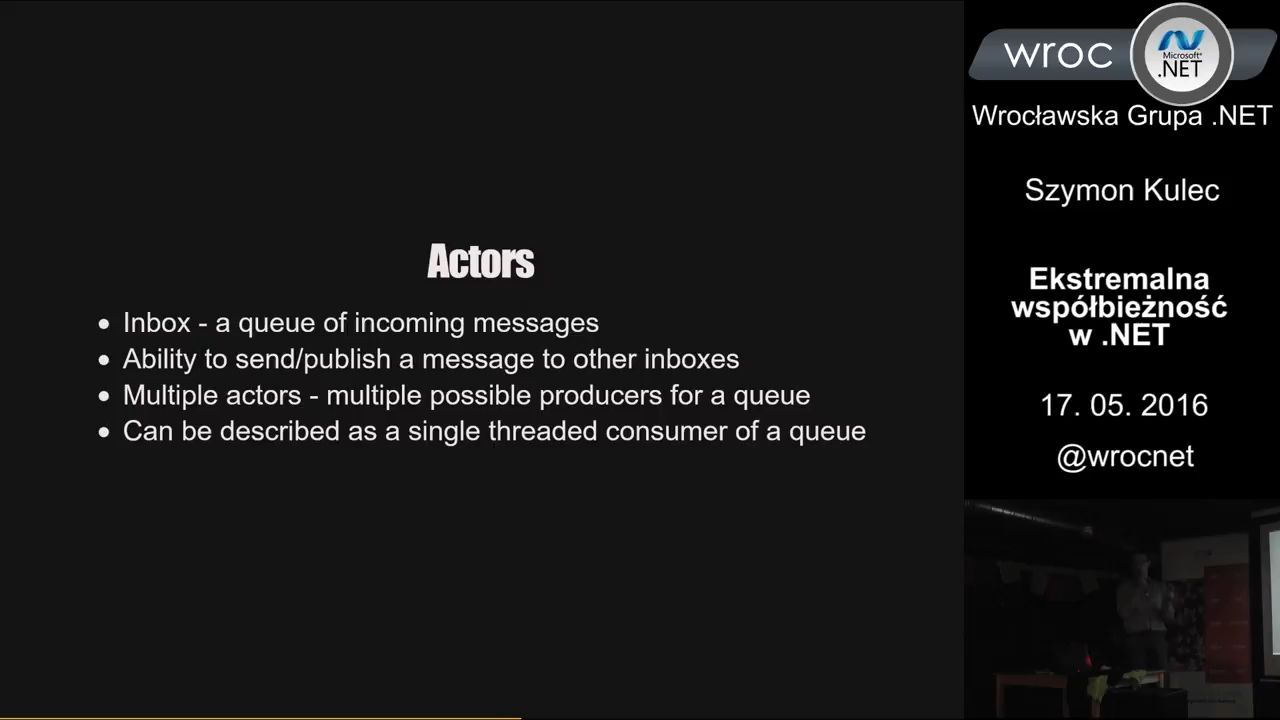 Actors
Inbox - a queue of incoming messages
Ability to send/publish a message to other inboxes
Multiple actors - multiple possible producers for a queue
Can be described as a single threaded consumer of a queue
wroc
Microsoft
.NET
Wrocławska Grupa .NET
Szymon Kulec
Ekstremalna
współbieżność
w .NET
17. 05. 2016
@wrocnet